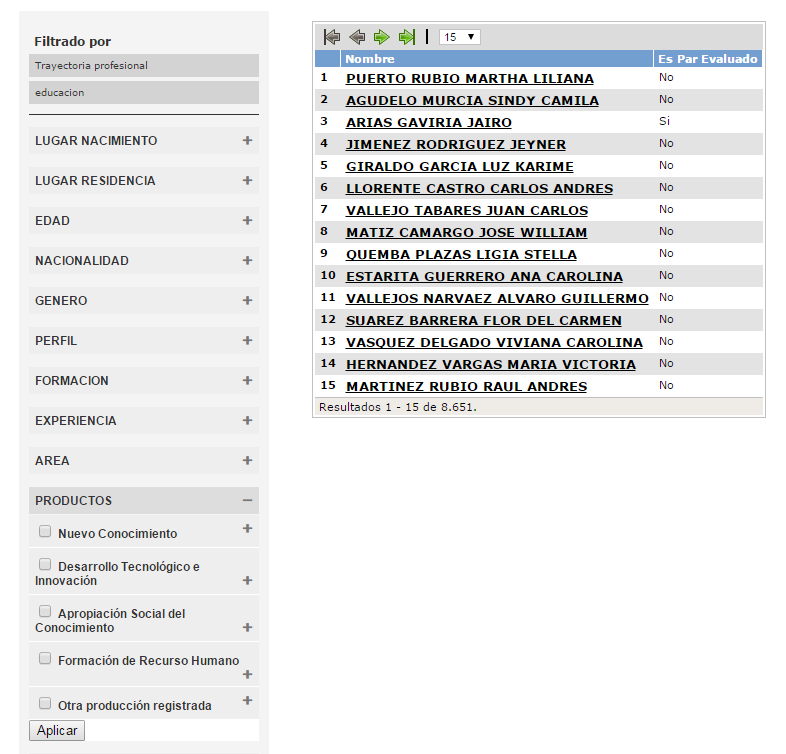 Filtrado por
Trayectoria profesional
educacion
LUGAR NACIMIENTO +
LUGAR RESIDENCIA +
EDAD +
NACIONALIDAD +
GENERO +
PERFIL +
FORMACION +
EXPERIENCIA +
AREA +
PRODUCTOS −
Nuevo Conocimiento +
Desarrollo Tecnológico e
Innovación +
Apropiación Social del
Conocimiento +
Formación de Recurso Humano
+
Otra producción registrada +
Aplicar
15
Nombre Es Par Evaluado
1 PUERTO RUBIO MARTHA LILIANA No
2 AGUDELO MURCIA SINDY CAMILA No
3 ARIAS GAVIRIA JAIRO Si
4 JIMENEZ RODRIGUEZ JEYNER No
5 GIRALDO GARCIA LUZ KARIME No
6 LLORENTE CASTRO CARLOS ANDRES No
7 VALLEJO TABARES JUAN CARLOS No
8 MATIZ CAMARGO JOSE WILLIAM No
9 QUEMBA PLAZAS LIGIA STELLA No
10 ESTARITA GUERRERO ANA CAROLINA No
11 VALLEJOS NARVAEZ ALVARO GUILLERMO No
12 SUAREZ BARRERA FLOR DEL CARMEN No
13 VASQUEZ DELGADO VIVIANA CAROLINA No
14 HERNANDEZ VARGAS MARIA VICTORIA No
15 MARTINEZ RUBIO RAUL ANDRES No
Resultados 1 - 15 de 8.651.